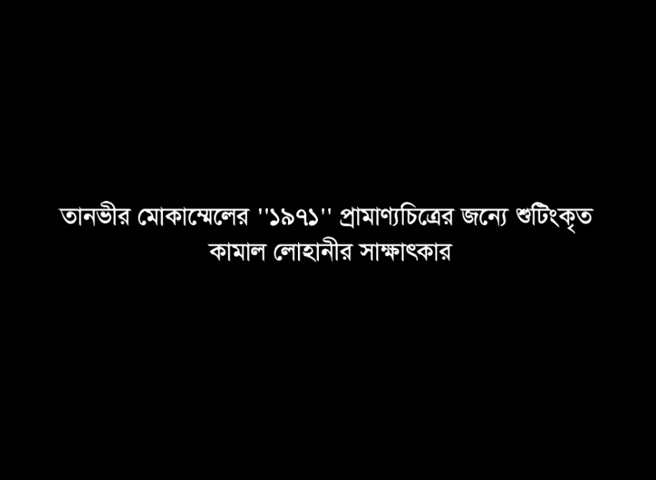 তানভীর মোকাম্মেলের ''১৯৭১'' প্রামাণ্যচিত্রের জন্যে শুটিংকৃত
কামাল লোহানীর সাক্ষাৎকার